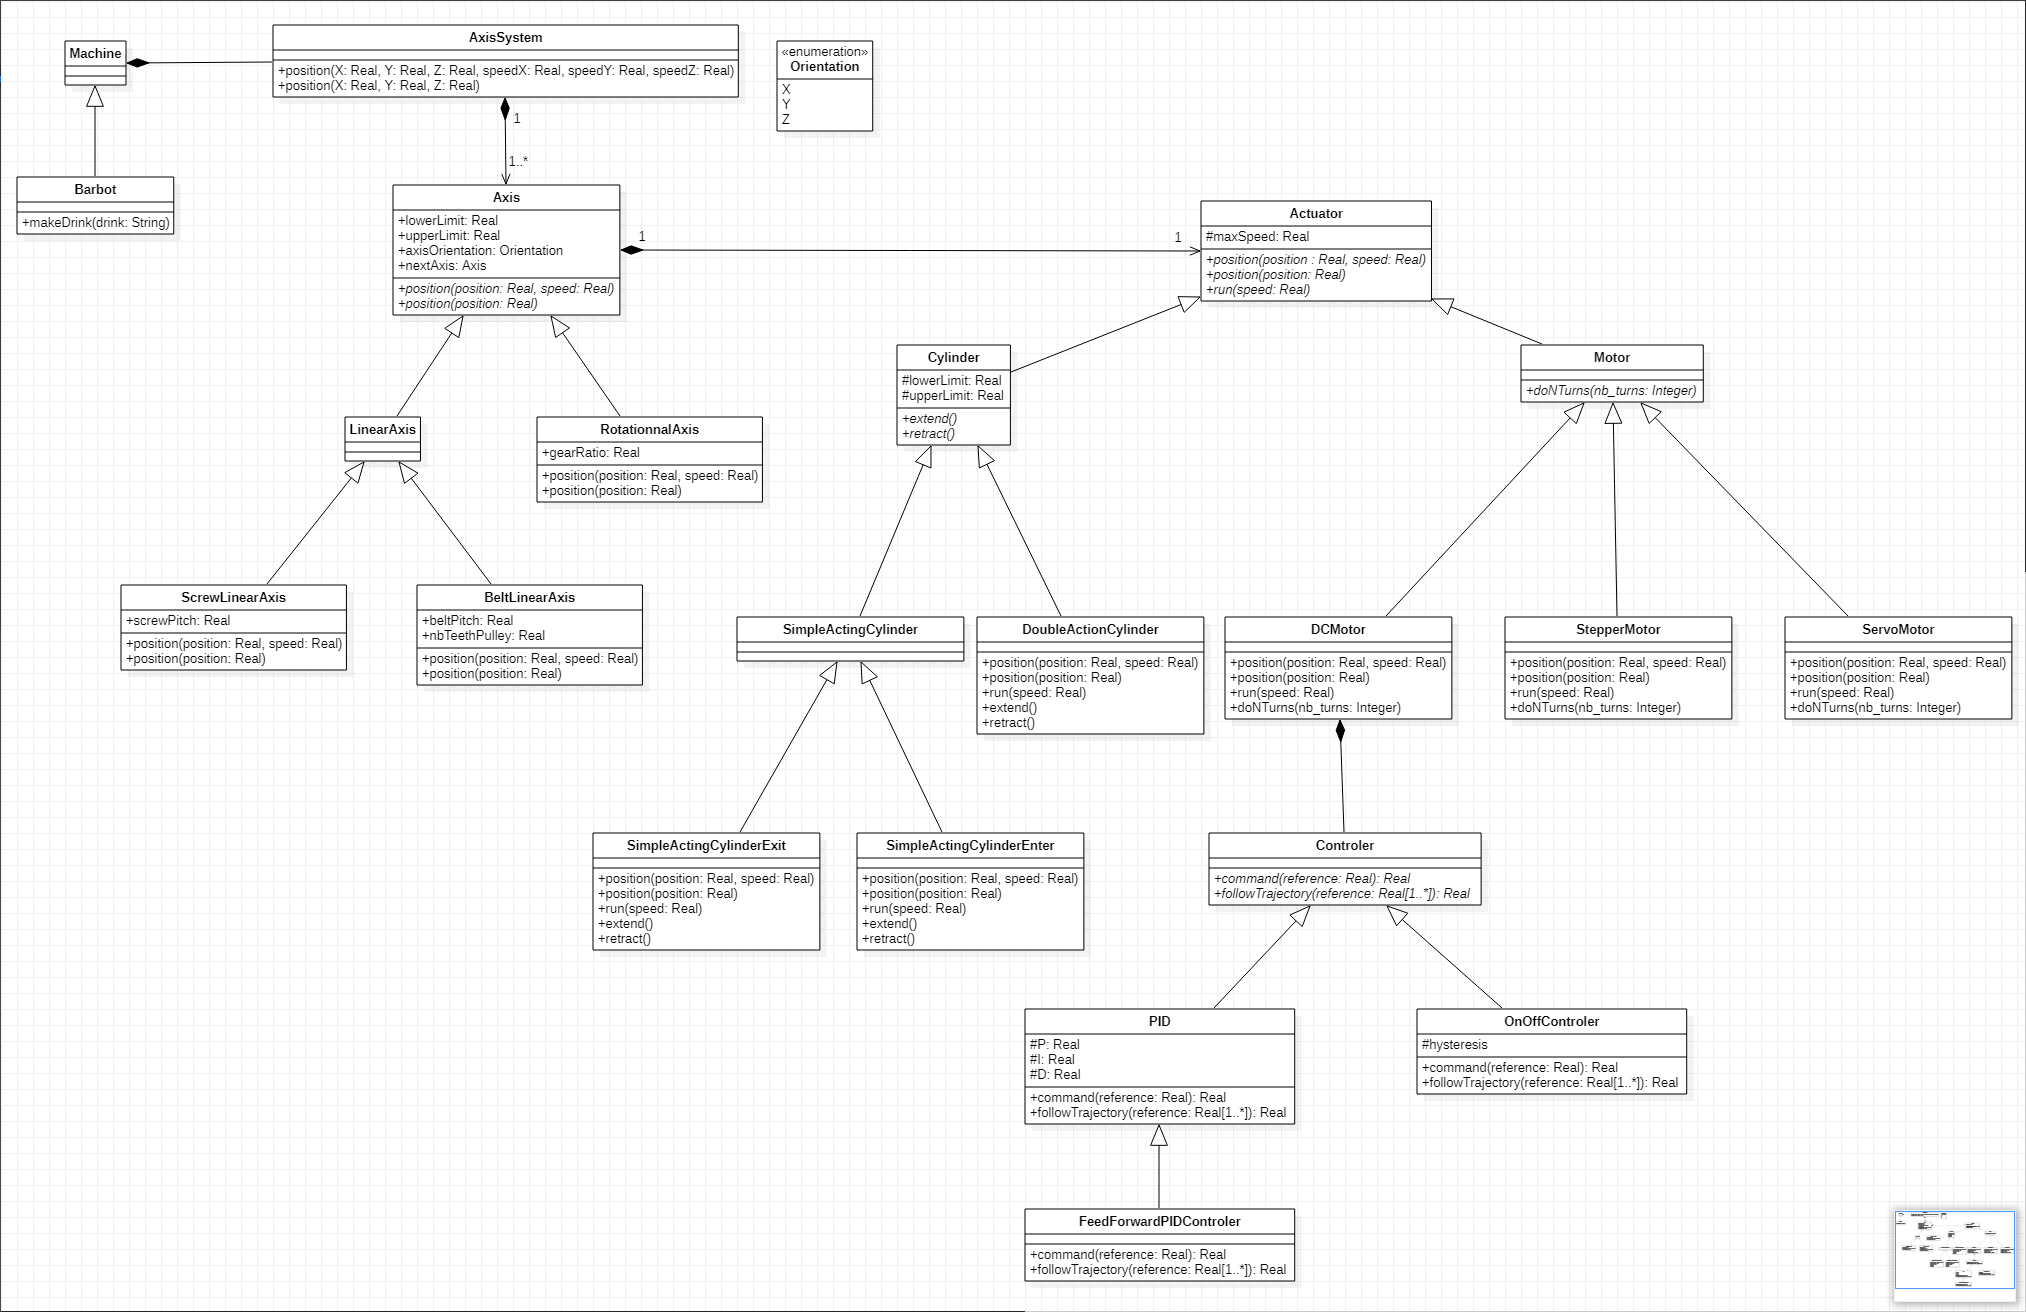 Machine
AxisSystem
+position(X: Real, Y: Real, Z: Real, speedX: Real, speedY: Real, speedZ: Real)
+position(X: Real, Y: Real, Z: Real)
«enumeration»
Orientation
X
Y
Z
1
1..*
Barbot
+makeDrink(drink: String)
Axis
+lowerLimit: Real
+upperLimit: Real
+axisOrientation: Orientation
+nextAxis: Axis
+position(position: Real, speed: Real)
+position(position: Real)
1
1
Actuator
#maxSpeed: Real
+position(position : Real, speed: Real)
+position(position: Real)
+run(speed: Real)
Cylinder
#lowerLimit: Real
#upperLimit: Real
+extend()
+retract()
Motor
+doNTurns(nb_turns: Integer)
LinearAxis
RotationnalAxis
+gearRatio: Real
+position(position: Real, speed: Real)
+position(position: Real)
ScrewLinearAxis
+screwPitch: Real
+position(position: Real, speed: Real)
+position(position: Real)
BeltLinearAxis
+beltPitch: Real
+nbTeethPulley: Real
+position(position: Real, speed: Real)
+position(position: Real)
SimpleActingCylinder
DoubleActionCylinder
+position(position: Real, speed: Real)
+position(position: Real)
+run(speed: Real)
+extend()
+retract()
DCMotor
+position(position: Real, speed: Real)
+position(position: Real)
+run(speed: Real)
+doNTurns(nb_turns: Integer)
StepperMotor
+position(position: Real, speed: Real)
+position(position: Real)
+run(speed: Real)
+doNTurns(nb_turns: Integer)
ServoMotor
+position(position: Real, speed: Real)
+position(position: Real)
+run(speed: Real)
+doNTurns(nb_turns: Integer)
SimpleActingCylinderExit
+position(position: Real, speed: Real)
+position(position: Real)
+run(speed: Real)
+extend()
+retract()
SimpleActingCylinderEnter
+position(position: Real, speed: Real)
+position(position: Real)
+run(speed: Real)
+extend()
+retract()
Controler
+command(reference: Real): Real
+followTrajectory(reference: Real[1..*]): Real
PID
#P: Real
#I: Real
#D: Real
+command(reference: Real): Real
+followTrajectory(reference: Real[1..*]): Real
OnOffControler
#hysteresis
+command(reference: Real): Real
+followTrajectory(reference: Real[1..*]): Real
FeedForwardPIDControler
+command(reference: Real): Real
+followTrajectory(reference: Real[1..*]): Real